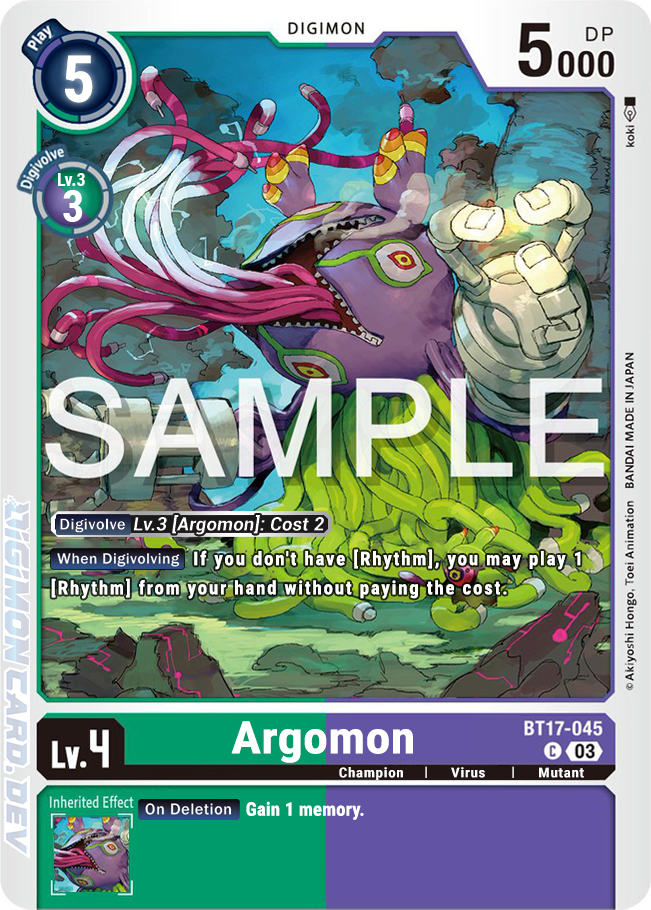 DIGIMON
Play
5
DP
5000
Digivolve
Lv.3
3
koki
SAMPLE
Digivolve Lv.3 [Argomon]: Cost 2
When Digivolving If you don't have [Rhythm], you may play 1
[Rhythm] from your hand without paying the cost.
© Akiyoshi Hongo, Toei Animation BANDAI MADE IN JAPAN
DIGIMONCARD.DEV
Lv.4
Argomon
BT17-045
C 03
Champion | Virus | Mutant
Inherited Effect
On Deletion Gain 1 memory.